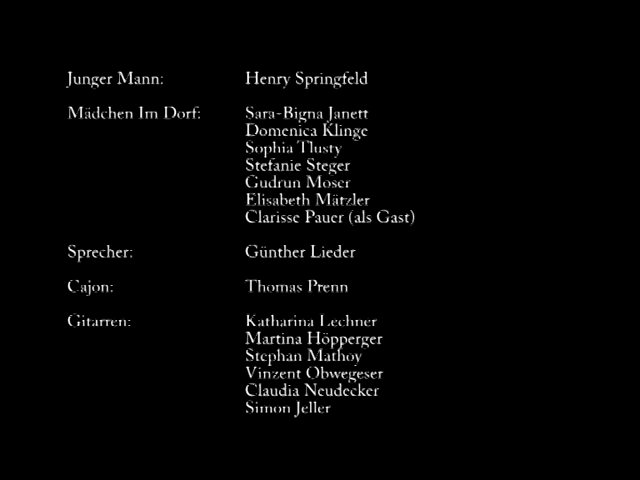 Junger Mann: Henry Springfeld
Mädchen Im Dorf: Sara-Bigna Janett
Domenica Klinge
Sophia Tlusty
Stefanie Steger
Gudrun Moser
Elisabeth Mätzler
Clarisse Pauer (als Gast)
Sprecher: Günther Lieder
Cajon: Thomas Prenn
Gitarren: Katharina Lechner
Martina Höpperger
Stephan Mathoy
Vinzent Obwegeser
Claudia Neudecker
Simon Jeller